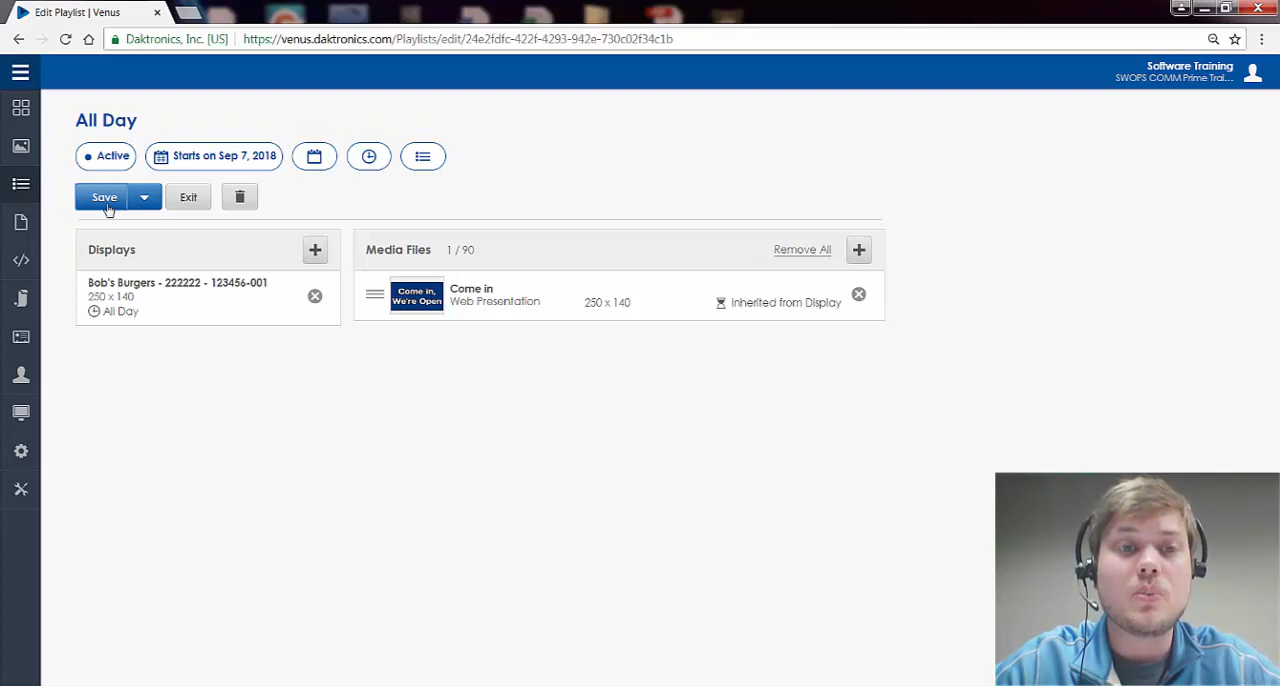 Edit Playlist | Venus
Daktronics, Inc. [US]
https://venus.daktronics.com/Playlists/edit/24e2fdfc-422f-4293-942e-730c02f34c1b
Software Training
SWOPS COMM Prime Trai...
All Day
Active
Starts on Sep 7, 2018
Save
Exit
Displays
Media Files 1 / 90
Remove All
Bob's Burgers - 222222 - 123456-001
250 x 140
All Day
Come in,
We're Open
Come in
Web Presentation
250 x 140
Inherited from Display